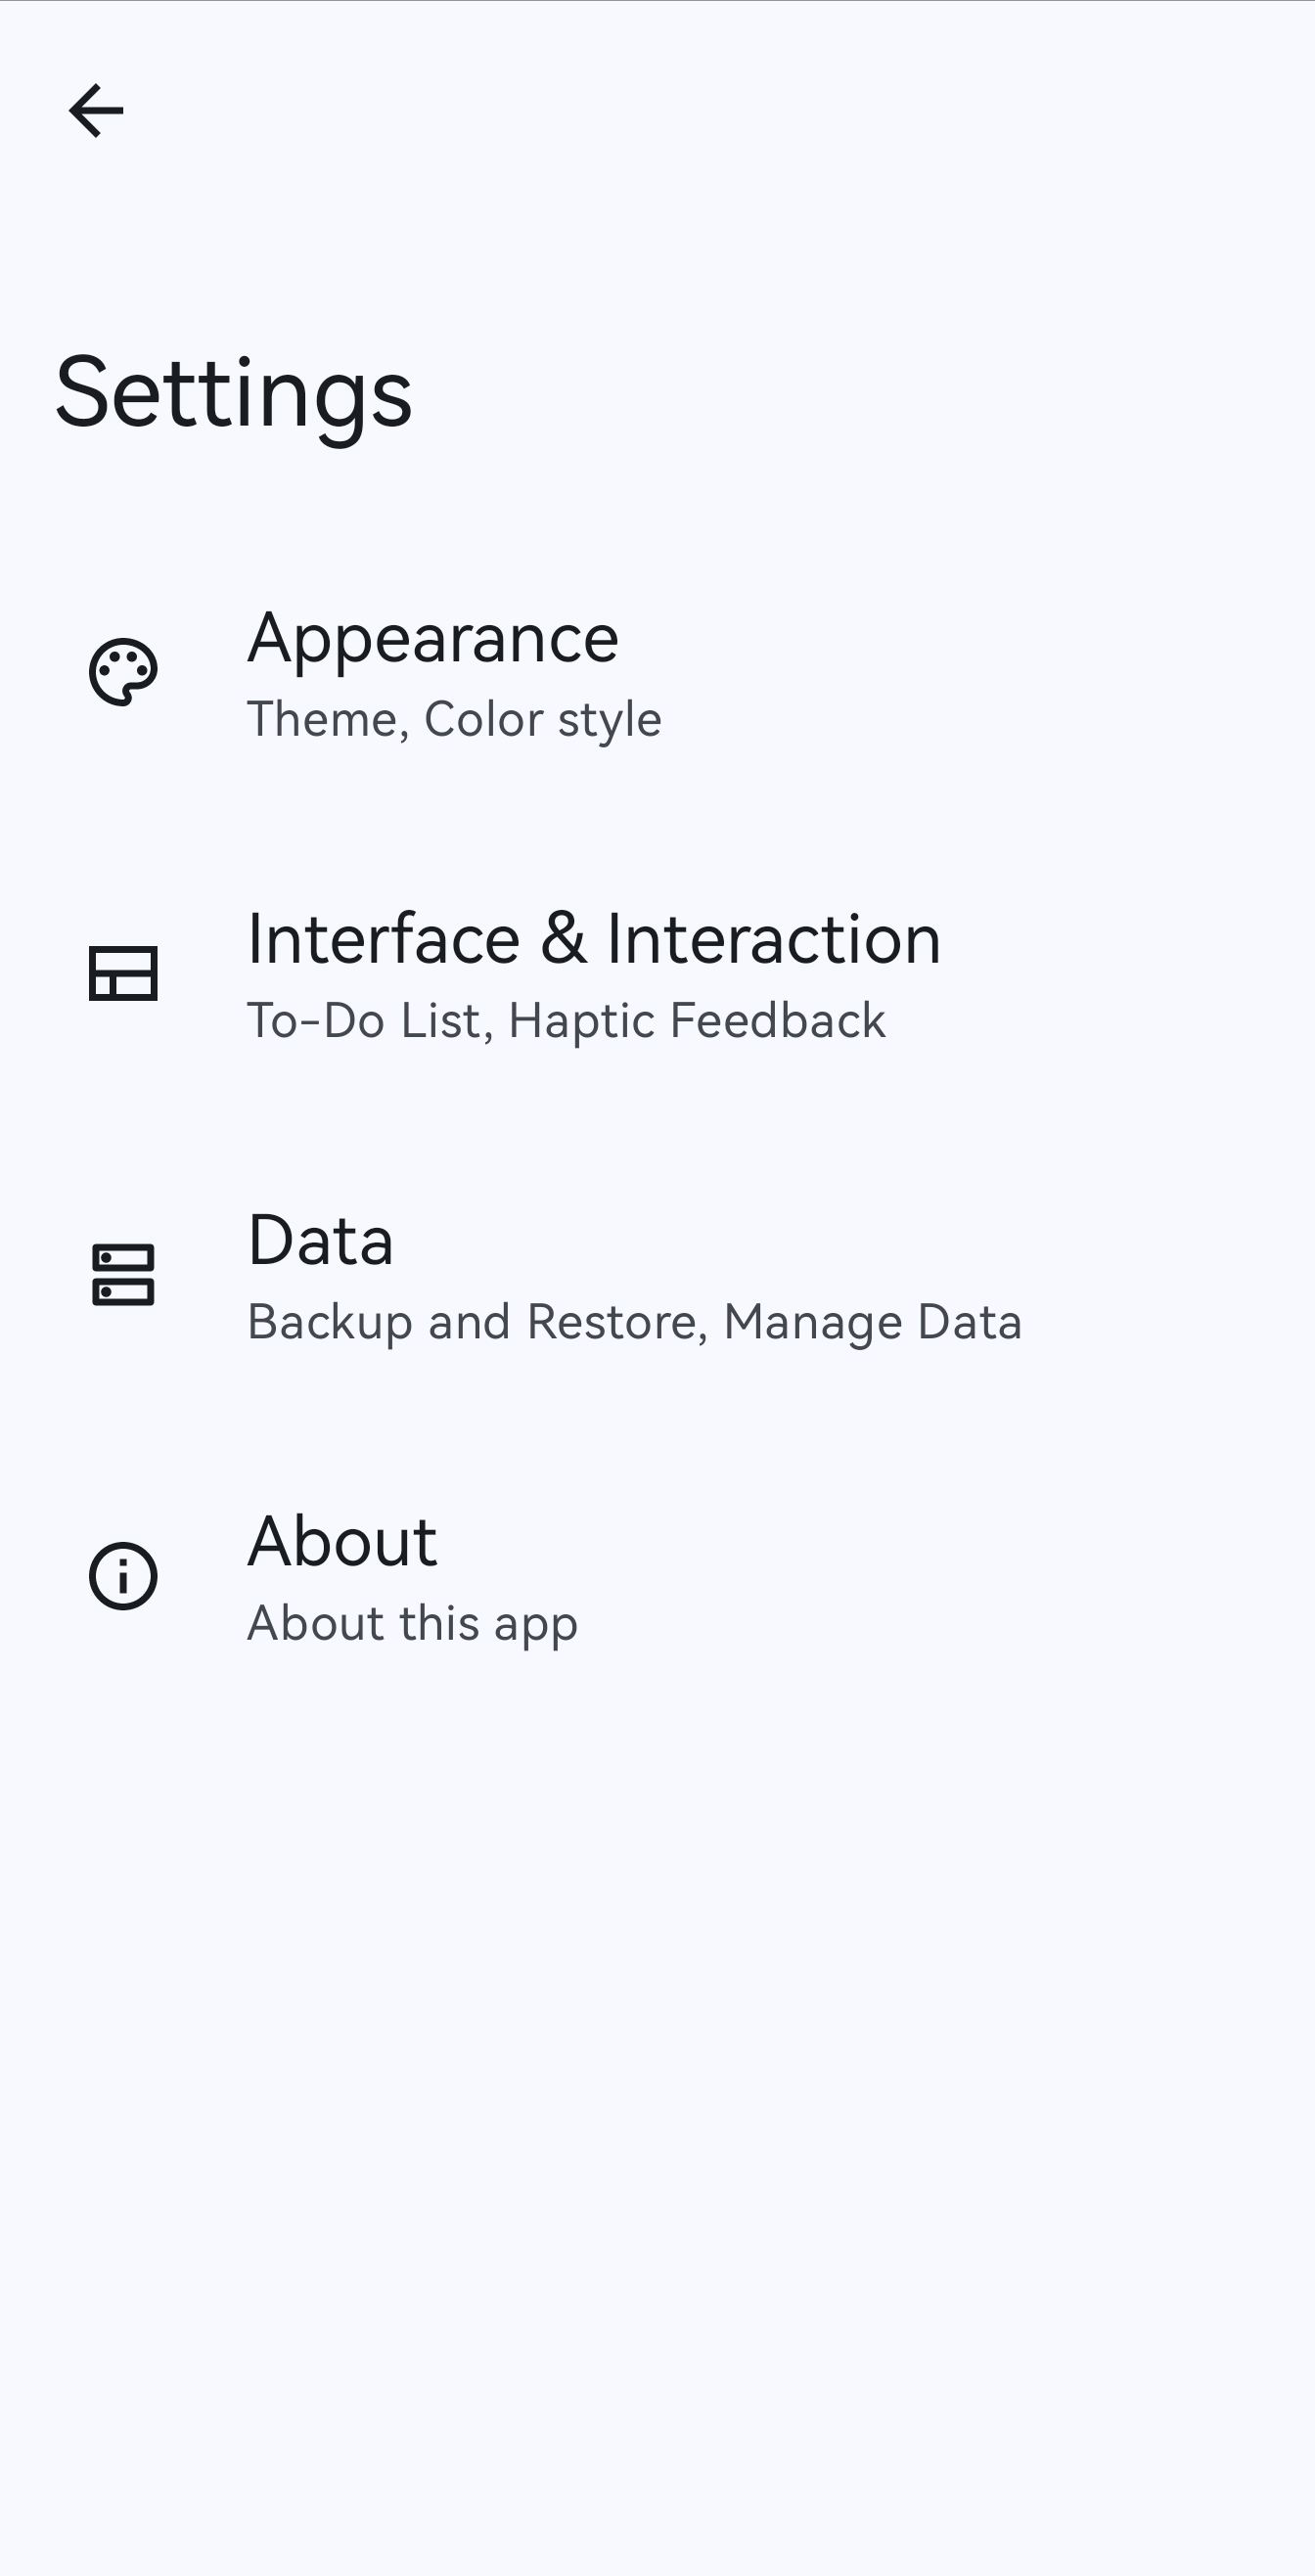 Settings
Appearance
Theme, Color style
Interface & Interaction
To-Do List, Haptic Feedback
Data
Backup and Restore, Manage Data
About
About this app